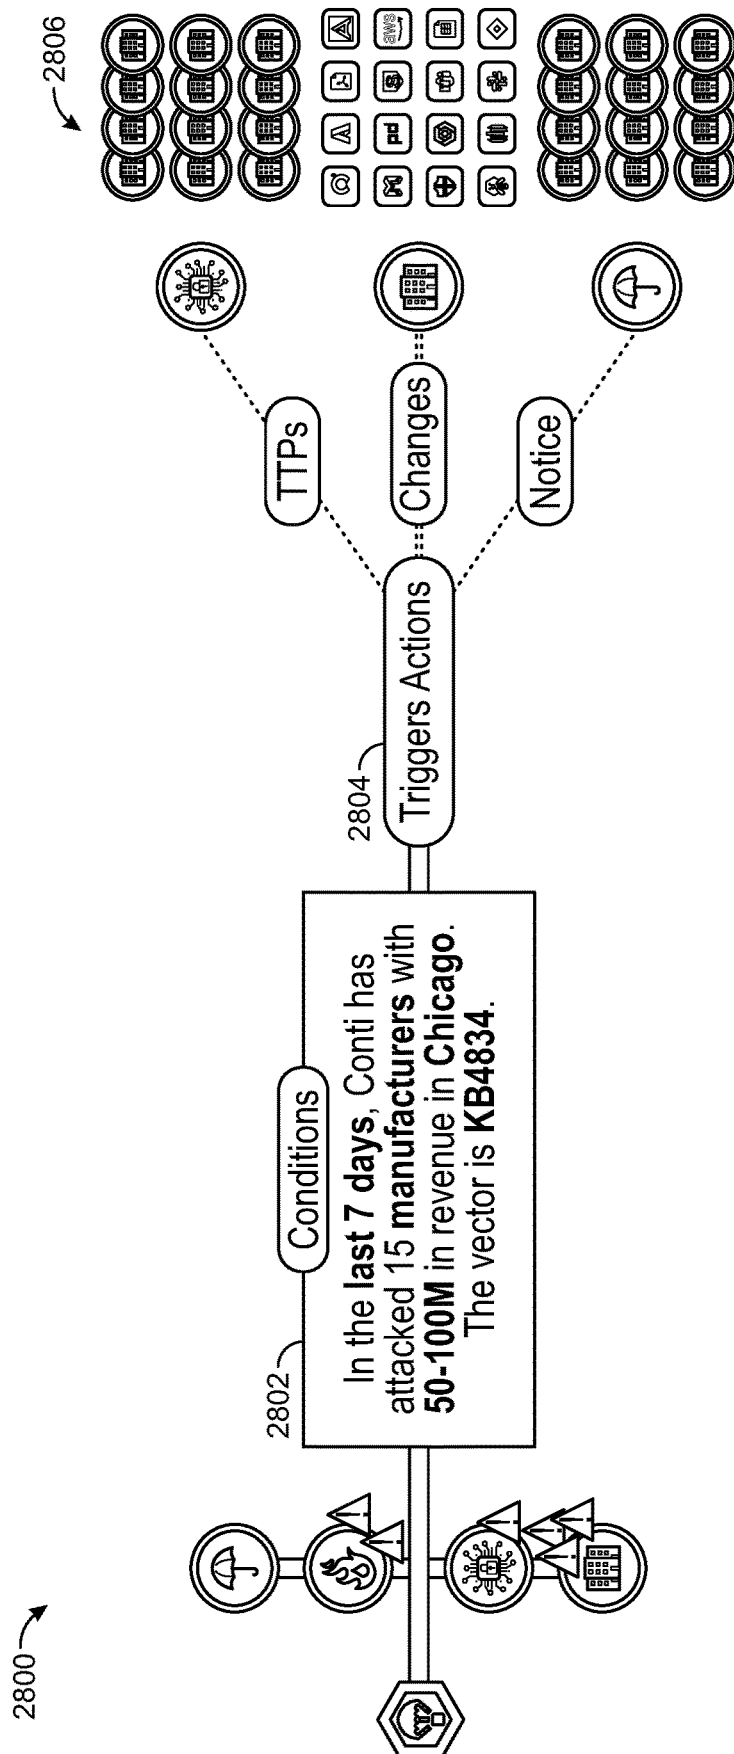 2800
2802
Conditions
In the last 7 days, Conti has
attacked 15 manufacturers with
50-100M in revenue in Chicago.
The vector is KB4834.
2804
Triggers Actions
TTPs
Changes
Notice
2806
aws
pd